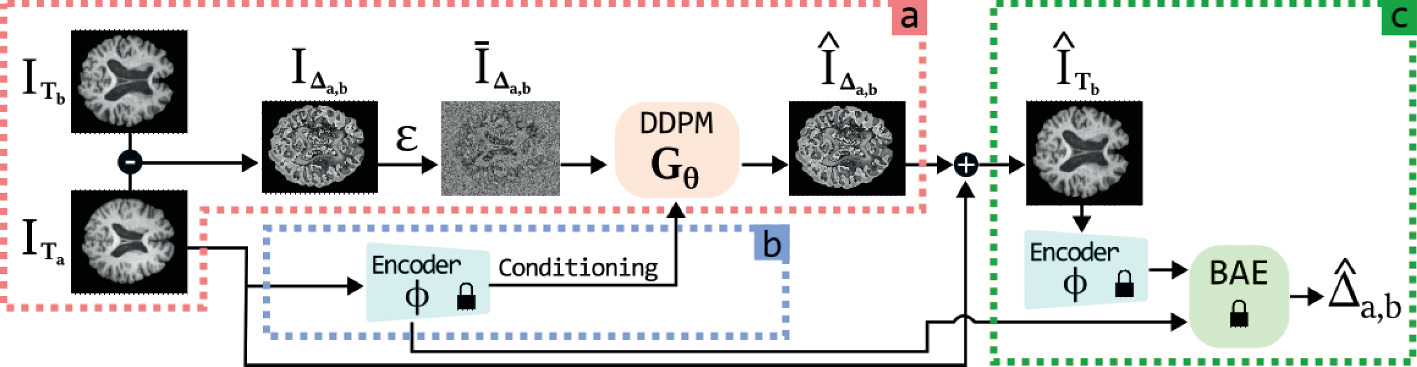 a
c
I_{T_b}
I_{Δ_{a,b}}
Ī_{Δ_{a,b}}
Î_{Δ_{a,b}}
Î_{T_b}
-
ε
DDPM
G_θ
+
I_{T_a}
b
Encoder
ϕ
Conditioning
Encoder
ϕ
BAE
Δ̂_{a,b}